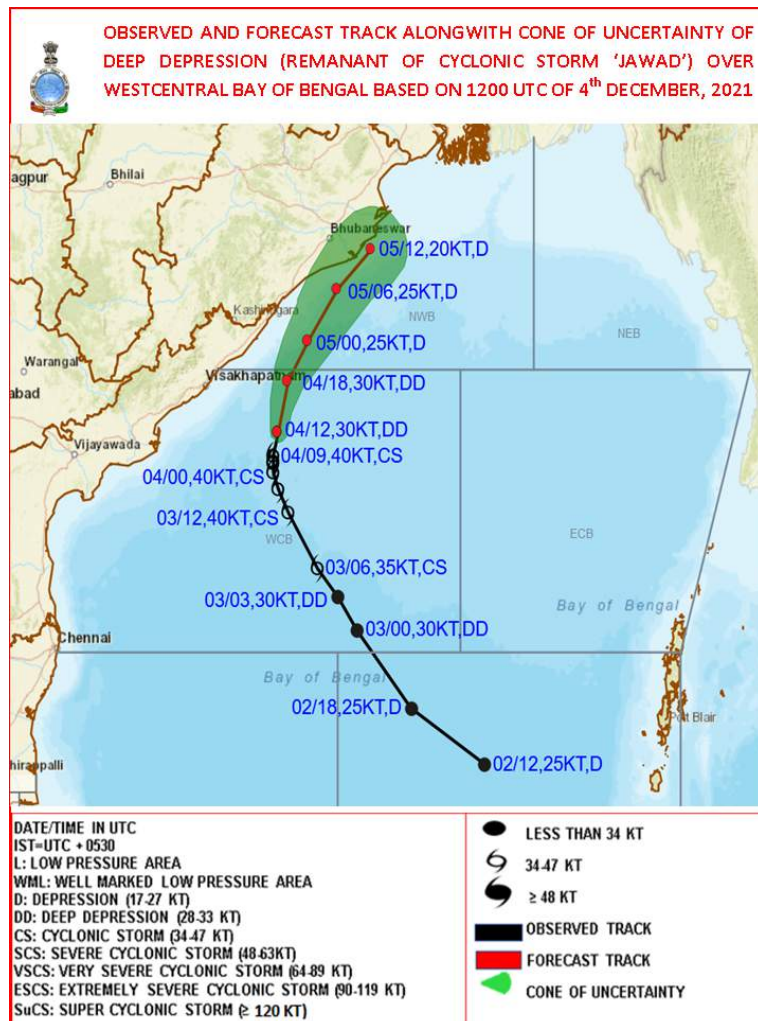 OBSERVED AND FORECAST TRACK ALONGWITH CONE OF UNCERTAINTY OF
DEEP DEPRESSION (REMANANT OF CYCLONIC STORM 'JAWAD') OVER
WESTCENTRAL BAY OF BENGAL BASED ON 1200 UTC OF 4th DECEMBER, 2021
agpur
Bhilai
Bhubaneswar
05/12,20KT,D
05/06,25KT,D
NWB
NEB
05/00,25KT,D
Warangal
Visakhapatnam
04/18,30KT,DD
abad
04/12,30KT,DD
Vijayawada
04/09,40KT,CS
04/00,40KT,CS
03/12,40KT,CS
WCB
ECB
03/06,35KT,CS
03/03,30KT,DD
Bay of Bengal
03/00,30KT,DD
Chennai
Bay of Bengal
02/18,25KT,D
Port Blair
hirappalli
02/12,25KT,D
DATE/TIME IN UTC
IST=UTC + 0530
L: LOW PRESSURE AREA
WML: WELL MARKED LOW PRESSURE AREA
D: DEPRESSION (17-27 KT)
DD: DEEP DEPRESSION (28-33 KT)
CS: CYCLONIC STORM (34-47 KT)
SCS: SEVERE CYCLONIC STORM (48-63KT)
VSCS: VERY SEVERE CYCLONIC STORM (64-89 KT)
ESCS: EXTREMELY SEVERE CYCLONIC STORM (90-119 KT)
SuCS: SUPER CYCLONIC STORM (≥ 120 KT)
LESS THAN 34 KT
34-47 KT
≥ 48 KT
OBSERVED TRACK
FORECAST TRACK
CONE OF UNCERTAINTY